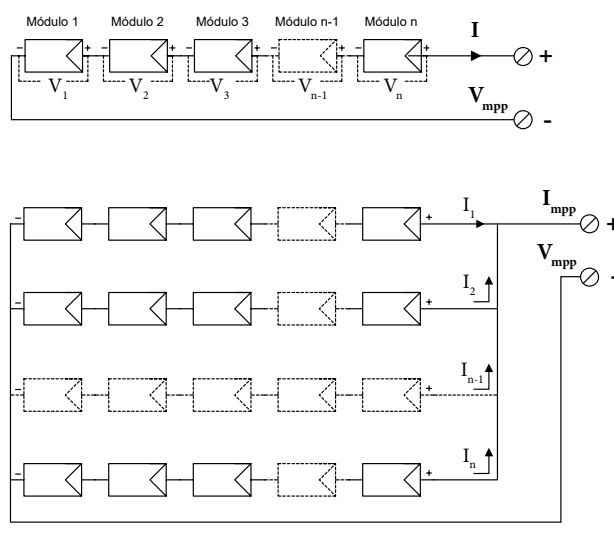 Módulo 1 Módulo 2 Módulo 3 Módulo n-1 Módulo n
I
- + - + - + - + - +
V1 V2 V3 Vn-1 Vn
Vmpp
-
- + I1 Impp +
Vmpp
-
- + I2
- + In-1
- + In